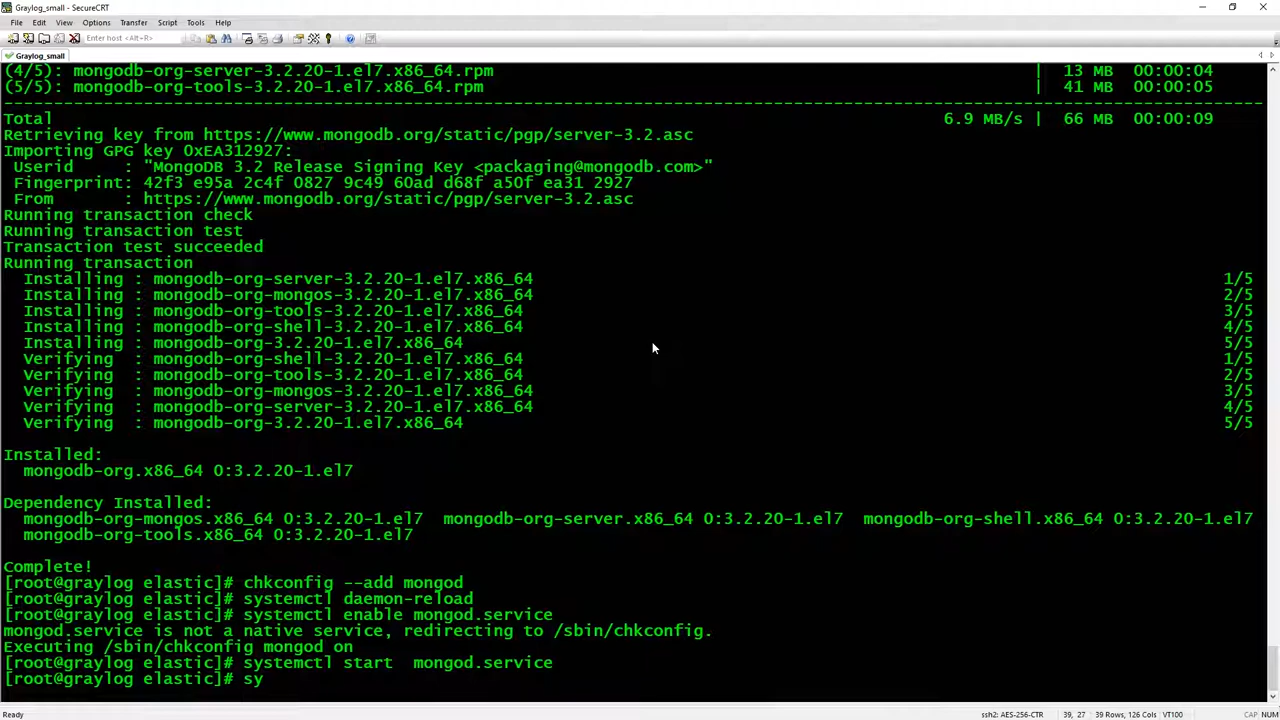 Graylog_small - SecureCRT
File Edit View Options Transfer Script Tools Help
Enter host <Alt+R>
Graylog_small
(4/5): mongodb-org-server-3.2.20-1.el7.x86_64.rpm | 13 MB 00:00:04
(5/5): mongodb-org-tools-3.2.20-1.el7.x86_64.rpm | 41 MB 00:00:05
--------------------------------------------------------------------------------------------------------------------------
Total 6.9 MB/s | 66 MB 00:00:09
Retrieving key from https://www.mongodb.org/static/pgp/server-3.2.asc
Importing GPG key 0xEA312927:
Userid : "MongoDB 3.2 Release Signing Key <packaging@mongodb.com>"
Fingerprint: 42f3 e95a 2c4f 0827 9c49 60ad d68f a50f ea31 2927
From : https://www.mongodb.org/static/pgp/server-3.2.asc
Running transaction check
Running transaction test
Transaction test succeeded
Running transaction
Installing : mongodb-org-server-3.2.20-1.el7.x86_64 1/5
Installing : mongodb-org-mongos-3.2.20-1.el7.x86_64 2/5
Installing : mongodb-org-tools-3.2.20-1.el7.x86_64 3/5
Installing : mongodb-org-shell-3.2.20-1.el7.x86_64 4/5
Installing : mongodb-org-3.2.20-1.el7.x86_64 5/5
Verifying : mongodb-org-shell-3.2.20-1.el7.x86_64 1/5
Verifying : mongodb-org-tools-3.2.20-1.el7.x86_64 2/5
Verifying : mongodb-org-mongos-3.2.20-1.el7.x86_64 3/5
Verifying : mongodb-org-server-3.2.20-1.el7.x86_64 4/5
Verifying : mongodb-org-3.2.20-1.el7.x86_64 5/5
Installed:
mongodb-org.x86_64 0:3.2.20-1.el7
Dependency Installed:
mongodb-org-mongos.x86_64 0:3.2.20-1.el7 mongodb-org-server.x86_64 0:3.2.20-1.el7 mongodb-org-shell.x86_64 0:3.2.20-1.el7
mongodb-org-tools.x86_64 0:3.2.20-1.el7
Complete!
[root@graylog elastic]# chkconfig --add mongod
[root@graylog elastic]# systemctl daemon-reload
[root@graylog elastic]# systemctl enable mongod.service
mongod.service is not a native service, redirecting to /sbin/chkconfig.
Executing /sbin/chkconfig mongod on
[root@graylog elastic]# systemctl start  mongod.service
[root@graylog elastic]# sy
Ready ssh2: AES-256-CTR 39, 27 39 Rows, 126 Cols VT100 CAP NUM